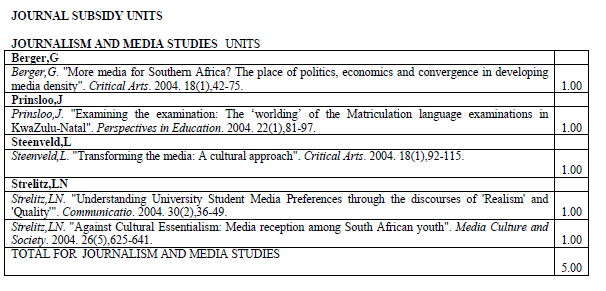 JOURNAL SUBSIDY UNITS
JOURNALISM AND MEDIA STUDIES UNITS
Berger,G
Berger,G. "More media for Southern Africa? The place of politics, economics and convergence in developing
media density". Critical Arts. 2004. 18(1),42-75. 1.00
Prinsloo,J
Prinsloo,J. "Examining the examination: The ‘worlding’ of the Matriculation language examinations in
KwaZulu-Natal". Perspectives in Education. 2004. 22(1),81-97. 1.00
Steenveld,L
Steenveld,L. "Transforming the media: A cultural approach". Critical Arts. 2004. 18(1),92-115.
1.00
Strelitz,LN
Strelitz,LN. "Understanding University Student Media Preferences through the discourses of 'Realism' and
'Quality'". Communicatio. 2004. 30(2),36-49. 1.00
Strelitz,LN. "Against Cultural Essentialism: Media reception among South African youth". Media Culture and
Society. 2004. 26(5),625-641. 1.00
TOTAL FOR JOURNALISM AND MEDIA STUDIES
5.00